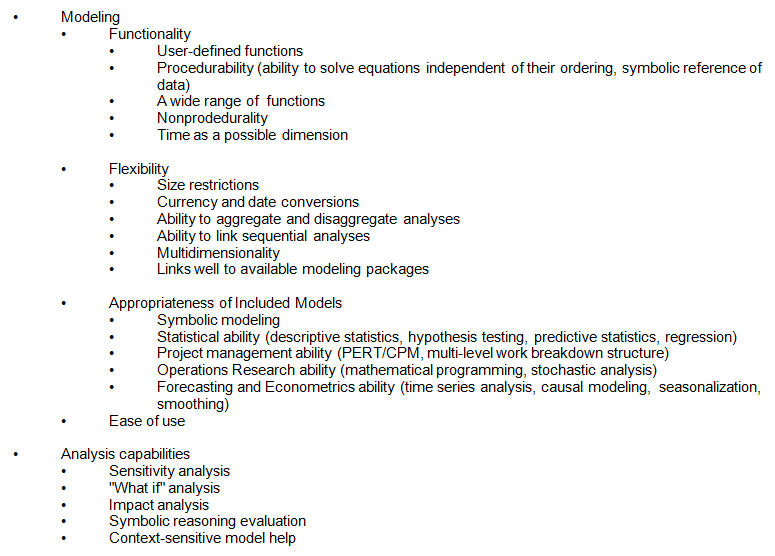 • Modeling
• Functionality
• User-defined functions
• Procedurability (ability to solve equations independent of their ordering, symbolic reference of
data)
• A wide range of functions
• Nonprodedurality
• Time as a possible dimension
• Flexibility
• Size restrictions
• Currency and date conversions
• Ability to aggregate and disaggregate analyses
• Ability to link sequential analyses
• Multidimensionality
• Links well to available modeling packages
• Appropriateness of Included Models
• Symbolic modeling
• Statistical ability (descriptive statistics, hypothesis testing, predictive statistics, regression)
• Project management ability (PERT/CPM, multi-level work breakdown structure)
• Operations Research ability (mathematical programming, stochastic analysis)
• Forecasting and Econometrics ability (time series analysis, causal modeling, seasonalization,
smoothing)
• Ease of use
• Analysis capabilities
• Sensitivity analysis
• "What if" analysis
• Impact analysis
• Symbolic reasoning evaluation
• Context-sensitive model help